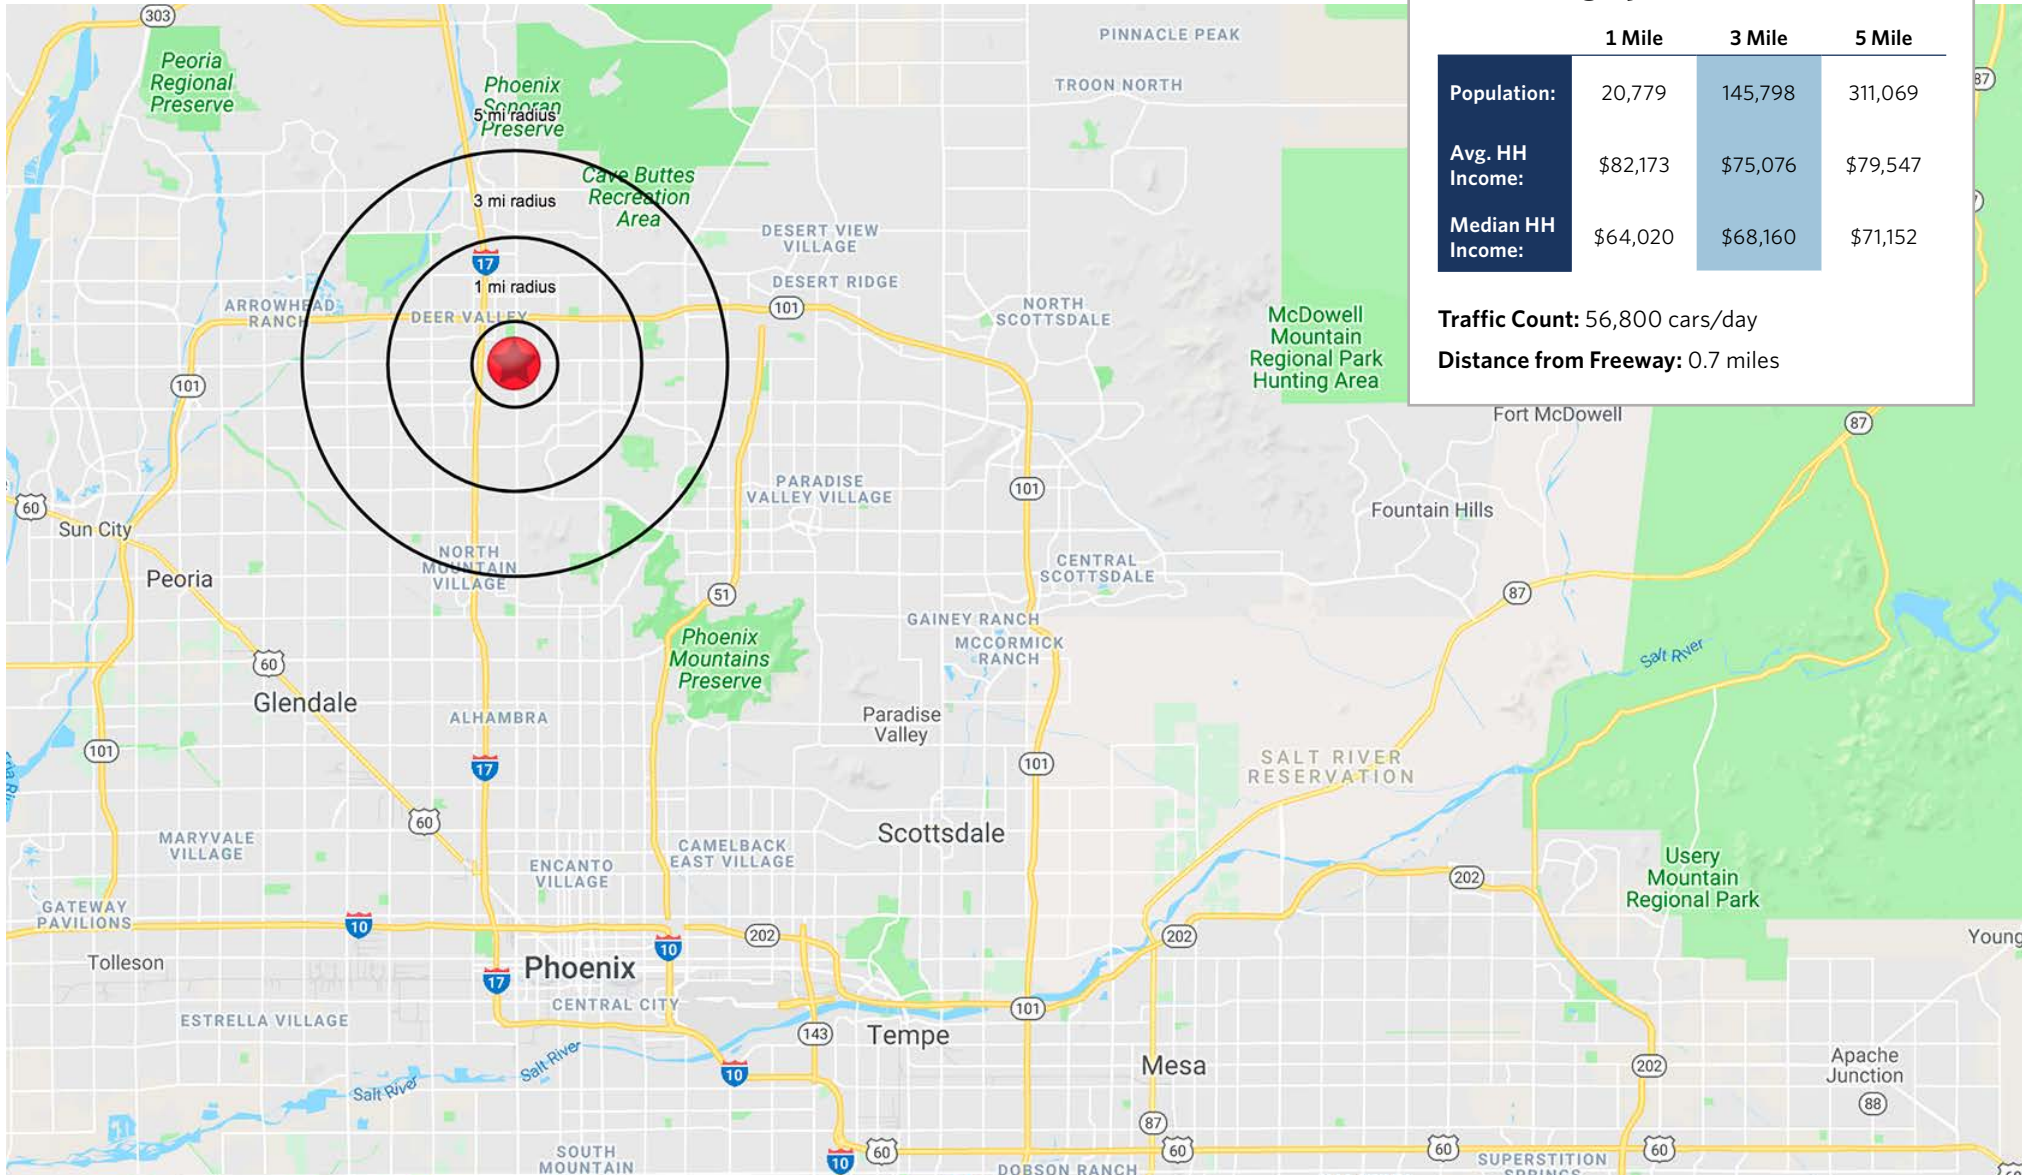 303
Peoria
Regional
Preserve
Phoenix
Sonoran
Preserve
5 mi radius
Cave Buttes
Recreation
Area
3 mi radius
17
1 mi radius
ARROWHEAD
RANCH
DEER VALLEY
DESERT VIEW
VILLAGE
DESERT RIDGE
101
PINNACLE PEAK
TROON NORTH
NORTH
SCOTTSDALE
McDowell
Mountain
Regional Park
Hunting Area
1 Mile 3 Mile 5 Mile
Population: 20,779 145,798 311,069
Avg. HH
Income: $82,173 $75,076 $79,547
Median HH
Income: $64,020 $68,160 $71,152
Traffic Count: 56,800 cars/day
Distance from Freeway: 0.7 miles
87
101
Fort McDowell
87
60
Sun City
Peoria
NORTH
MOUNTAIN
VILLAGE
PARADISE
VALLEY VILLAGE
101
Fountain Hills
CENTRAL
SCOTTSDALE
51
87
GAINEY RANCH
MCCORMICK
RANCH
Phoenix
Mountains
Preserve
Salt River
60
Glendale
ALHAMBRA
Paradise
Valley
101
17
101
SALT RIVER
RESERVATION
60
MARYVALE
VILLAGE
ENCANTO
VILLAGE
CAMELBACK
EAST VILLAGE
Scottsdale
202
Usery
Mountain
Regional Park
GATEWAY
PAVILIONS
10
10
202
202
Young
Tolleson
17
Phoenix
CENTRAL CITY
101
ESTRELLA VILLAGE
143
Tempe
Salt River
Salt River
10
Mesa
202
Apache
Junction
88
87
SOUTH
MOUNTAIN
10
60
60
60
60
DOBSON RANCH
SUPERSTITION